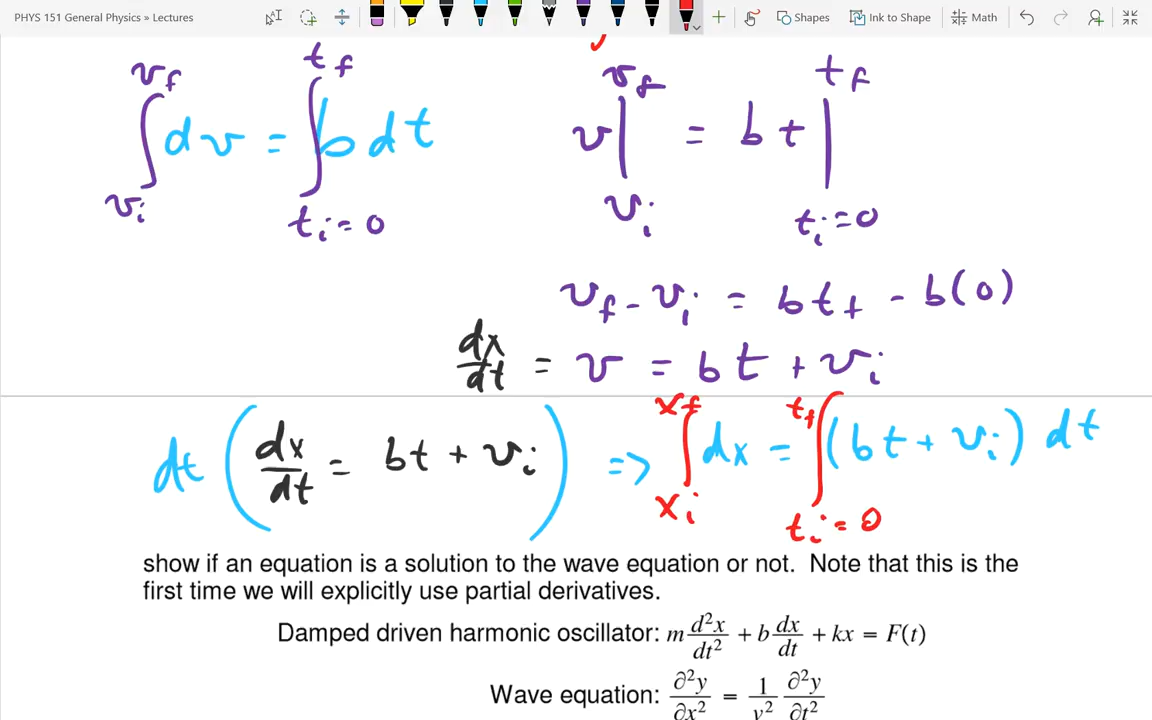 PHYS 151 General Physics » Lectures
Shapes Ink to Shape Math
∫_{v_i}^{v_f} dv = ∫_{t_i=0}^{t_f} b dt    v|_{v_i}^{v_f} = bt|_{t_i=0}^{t_f}
v_f - v_i = bt_f - b(0)
dx/dt = v = bt + v_i
dt (dx/dt = bt + v_i) => ∫_{x_i}^{x_f} dx = ∫_{t_i=0}^{t_f} (bt + v_i) dt
show if an equation is a solution to the wave equation or not. Note that this is the
first time we will explicitly use partial derivatives.
Damped driven harmonic oscillator: m d²x/dt² + b dx/dt + kx = F(t)
Wave equation: ∂²y/∂x² = 1/v² ∂²y/∂t²